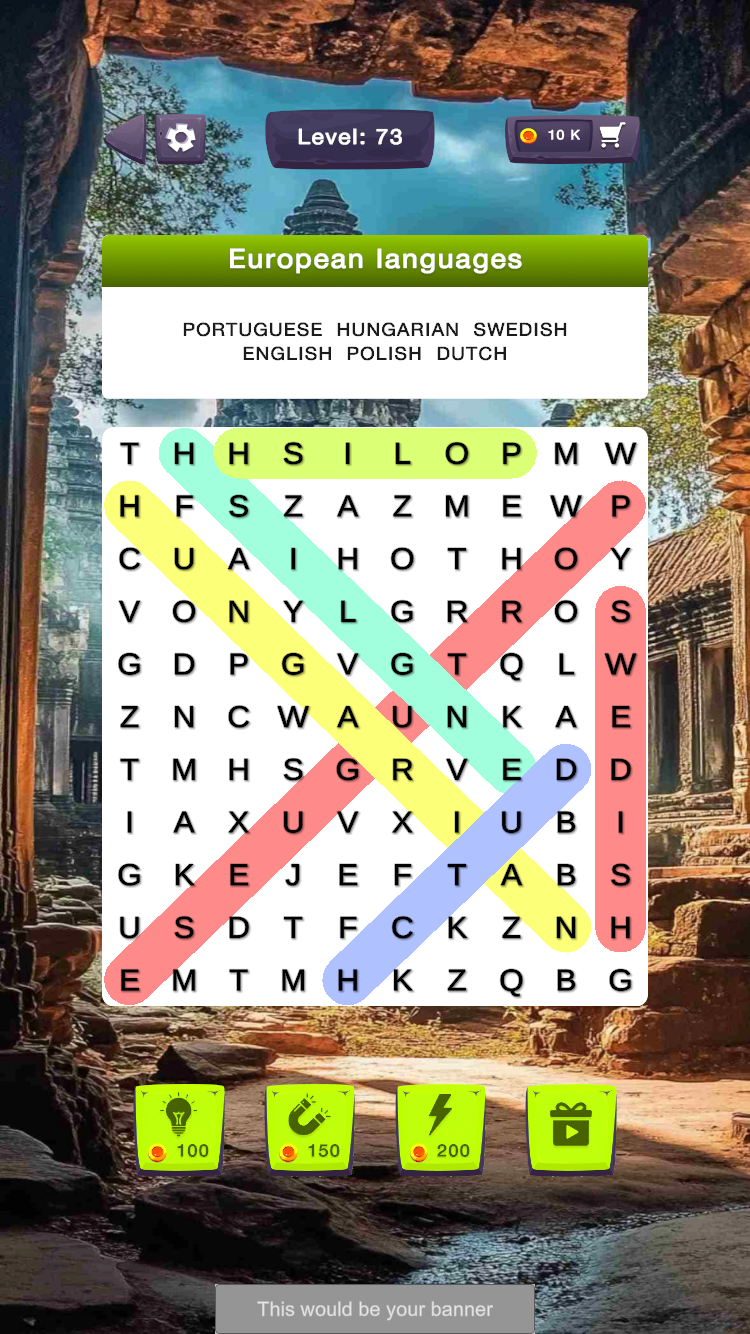 Level: 73
10 K
European languages
PORTUGUESE HUNGARIAN SWEDISH
ENGLISH POLISH DUTCH
T H H S I L O P M W
H F S Z A Z M E W P
C U A I H O T H O Y
V O N Y L G R R O S
G D P G V G T Q L W
Z N C W A U N K A E
T M H S G R V E D D
I A X U V X I U B I
G K E J E F T A B S
U S D T F C K Z N H
E M T M H K Z Q B G
100 150 200
This would be your banner